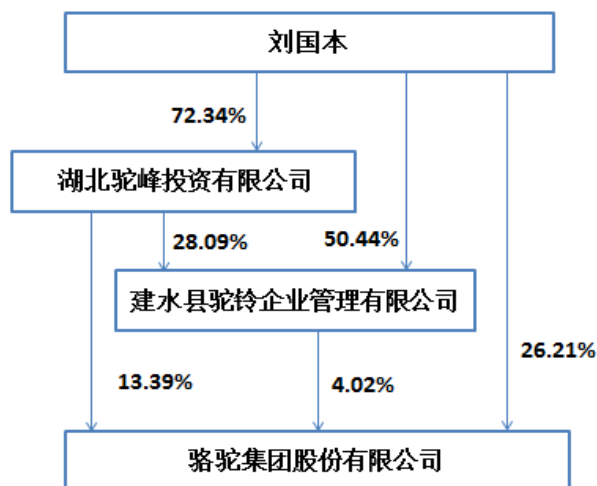 刘国本
72.34%
湖北驼峰投资有限公司
28.09%
50.44%
建水县驼铃企业管理有限公司
26.21%
13.39%
4.02%
骆驼集团股份有限公司